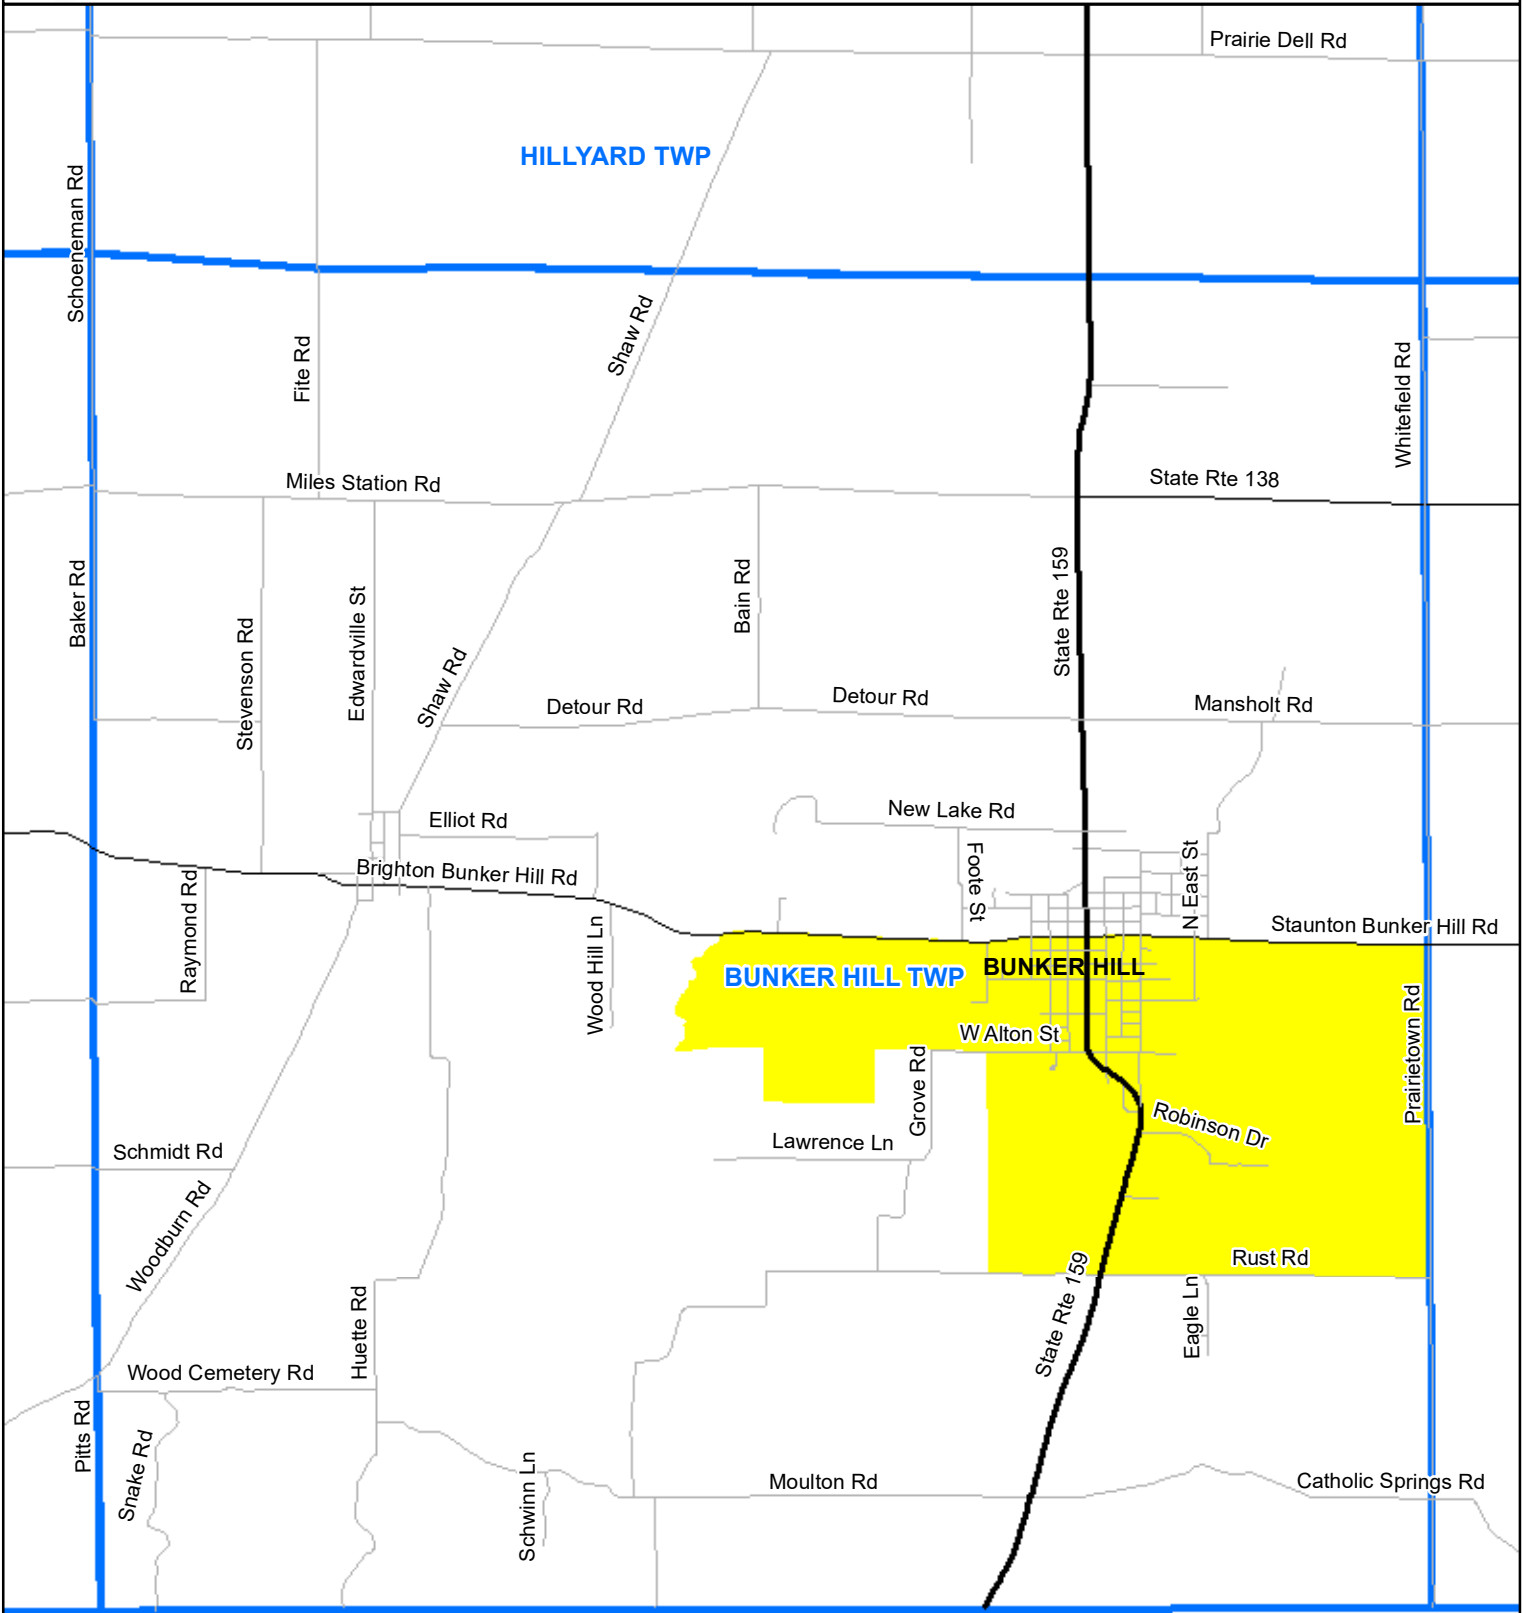 Prairie Dell Rd
HILLYARD TWP
Schoeneman Rd
Shaw Rd
Fite Rd
Whitefield Rd
Miles Station Rd
State Rte 138
State Rte 159
Baker Rd
Bain Rd
Edwardville St
Stevenson Rd
Shaw Rd
Detour Rd
Detour Rd
Mansholt Rd
New Lake Rd
Elliot Rd
Foote St
N East St
Brighton Bunker Hill Rd
Raymond Rd
Wood Hill Ln
Staunton Bunker Hill Rd
BUNKER HILL TWP
BUNKER HILL
W Alton St
Prairietown Rd
Grove Rd
Robinson Dr
Lawrence Ln
Schmidt Rd
Woodburn Rd
Rust Rd
Eagle Ln
State Rte 159
Huette Rd
Wood Cemetery Rd
Pitts Rd
Snake Rd
Schwinn Ln
Moulton Rd
Catholic Springs Rd